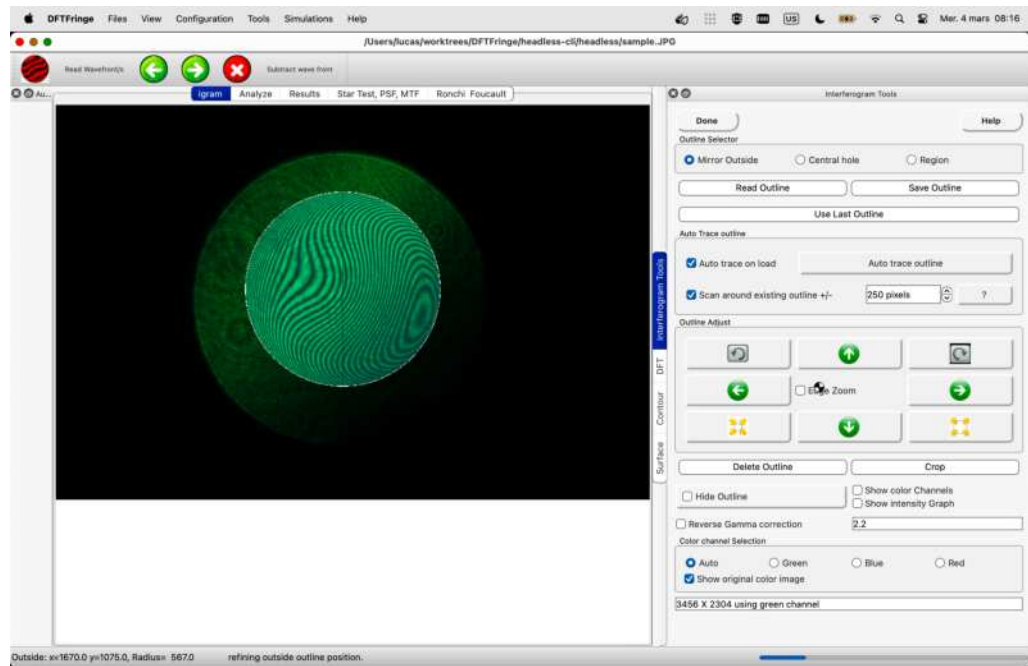 DFTFringe Files View Configuration Tools Simulations Help US Mer. 4 mars 08:16
/Users/lucas/worktrees/DFTFringe/headless-cli/headless/sample.JPG
Read Wavefront/s Subtract wave front
Au... igram Analyze Results Star Test, PSF, MTF Ronchi Foucault Interferogram Tools
Done Help
Outline Selector
Mirror Outside Central hole Region
Read Outline Save Outline
Use Last Outline
Auto Trace outline
Auto trace on load Auto trace outline
Scan around existing outline +/- 250 pixels ?
Outline Adjust
Edge Zoom
Delete Outline Crop
Hide Outline Show color Channels
Show intensity Graph
Reverse Gamma correction 2.2
Color channel Selection
Auto Green Blue Red
Show original color image
3456 X 2304 using green channel
Interferogram Tools
DFT
Contour
Surface
Outside: x=1670.0 y=1075.0, Radius= 567.0 refining outside outline position.